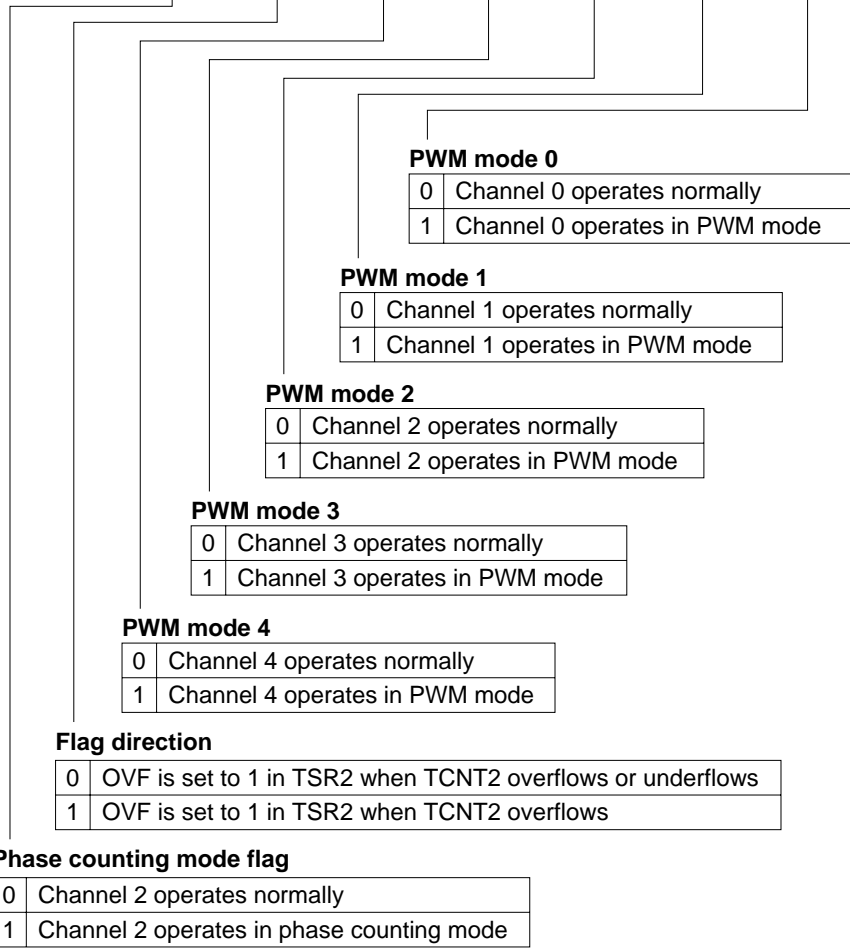 PWM mode 0
0 Channel 0 operates normally
1 Channel 0 operates in PWM mode
PWM mode 1
0 Channel 1 operates normally
1 Channel 1 operates in PWM mode
PWM mode 2
0 Channel 2 operates normally
1 Channel 2 operates in PWM mode
PWM mode 3
0 Channel 3 operates normally
1 Channel 3 operates in PWM mode
PWM mode 4
0 Channel 4 operates normally
1 Channel 4 operates in PWM mode
Flag direction
0 OVF is set to 1 in TSR2 when TCNT2 overflows or underflows
1 OVF is set to 1 in TSR2 when TCNT2 overflows
Phase counting mode flag
0 Channel 2 operates normally
1 Channel 2 operates in phase counting mode